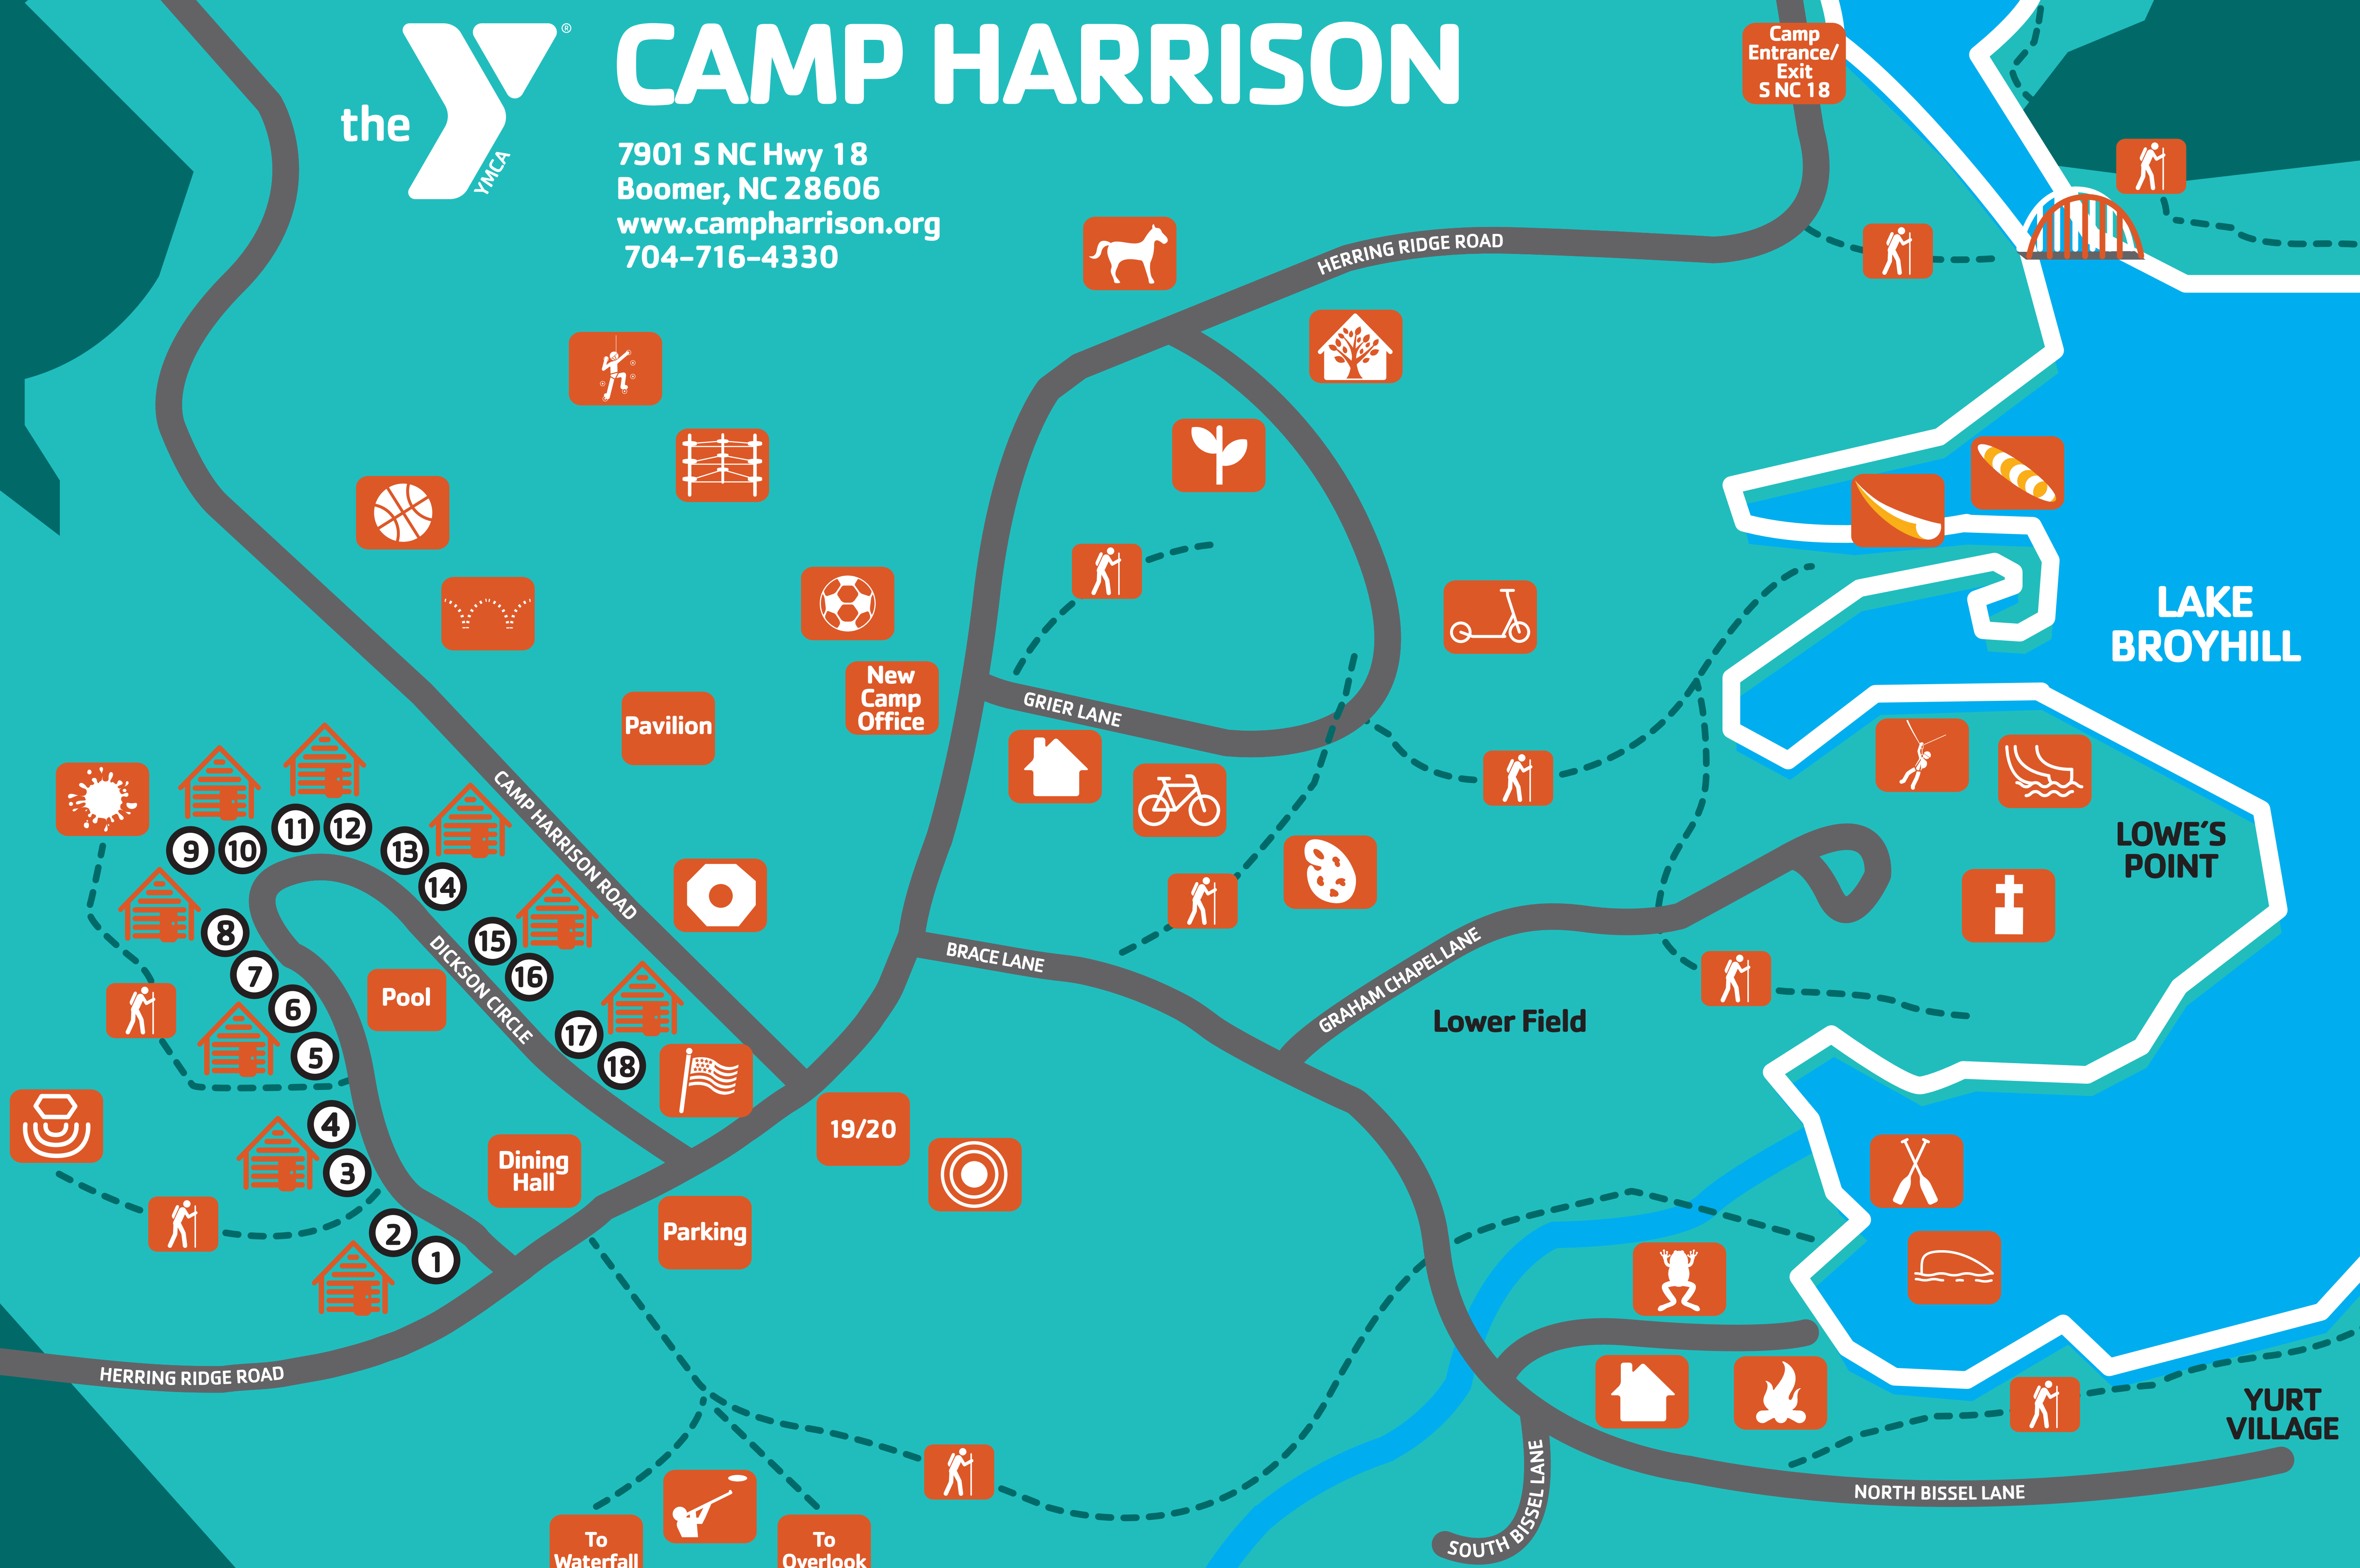 the
YMCA
®
CAMP HARRISON
7901 S NC Hwy 18
Boomer, NC 28606
www.campharrison.org
704-716-4330
Camp
Entrance/
Exit
S NC 18
HERRING RIDGE ROAD
LAKE
BROYHILL
New
Camp
Office
Pavilion
GRIER LANE
CAMP HARRISON ROAD
LOWE'S
POINT
11
12
9
10
13
14
8
15
7
16
6
5
Pool
DICKSON CIRCLE
17
18
BRACE LANE
GRAHAM CHAPEL LANE
Lower Field
4
3
2
1
19/20
Dining
Hall
Parking
HERRING RIDGE ROAD
YURT
VILLAGE
NORTH BISSEL LANE
SOUTH BISSEL LANE
To
Waterfall
To
Overlook